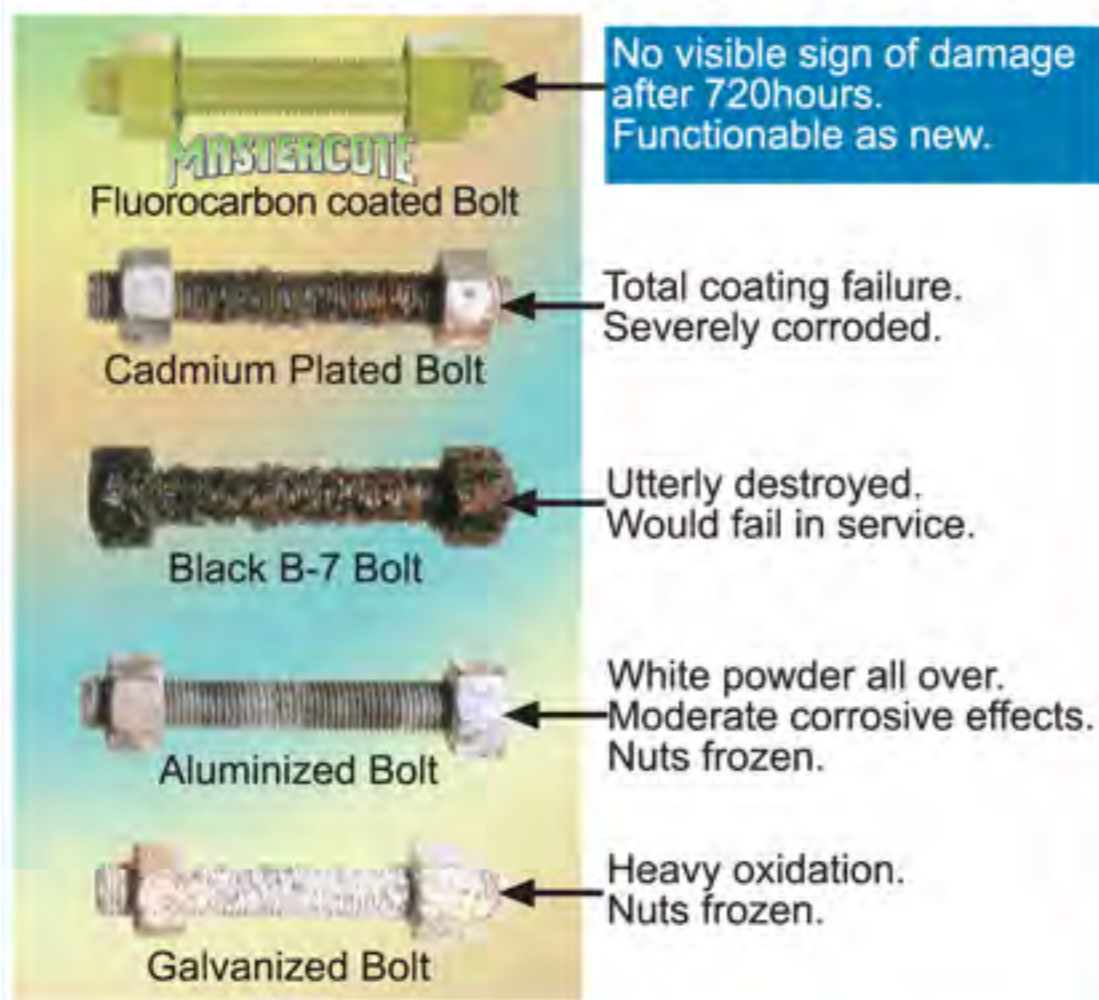 No visible sign of damage
after 720hours.
Functionable as new.
MASTERCOTE
Fluorocarbon coated Bolt
Total coating failure.
Severely corroded.
Cadmium Plated Bolt
Utterly destroyed.
Would fail in service.
Black B-7 Bolt
White powder all over.
Moderate corrosive effects.
Nuts frozen.
Aluminized Bolt
Heavy oxidation.
Nuts frozen.
Galvanized Bolt